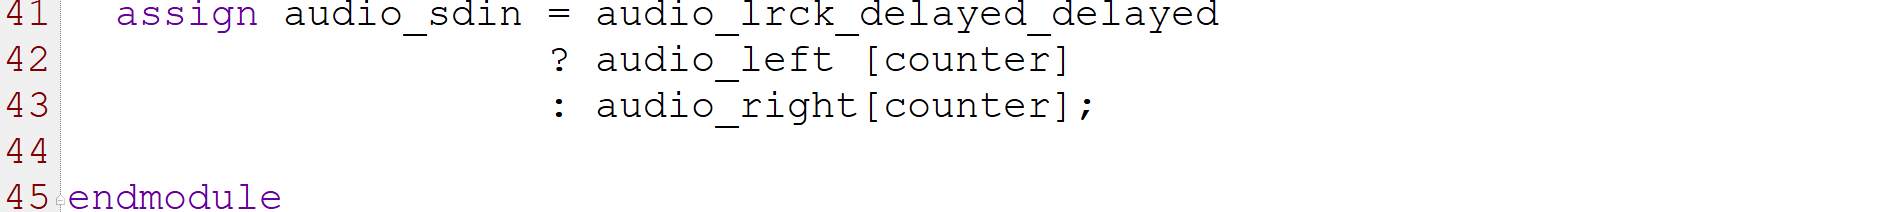 41   assign audio_sdin = audio_lrck_delayed_delayed
42                     ? audio_left [counter]
43                     : audio_right[counter];
44
45 endmodule